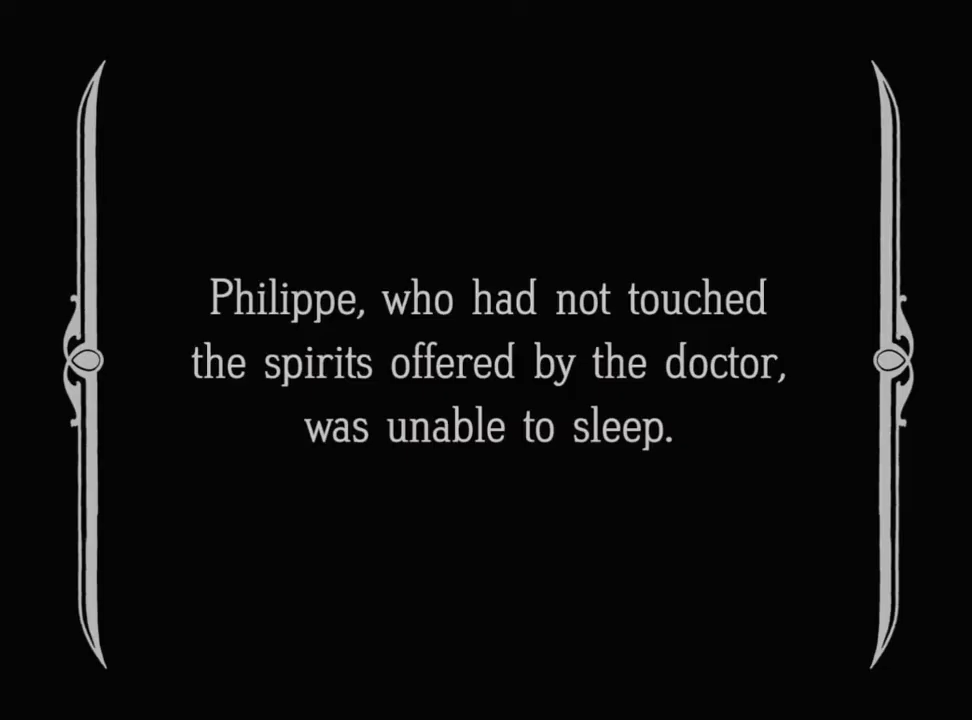 Philippe, who had not touched
the spirits offered by the doctor,
was unable to sleep.